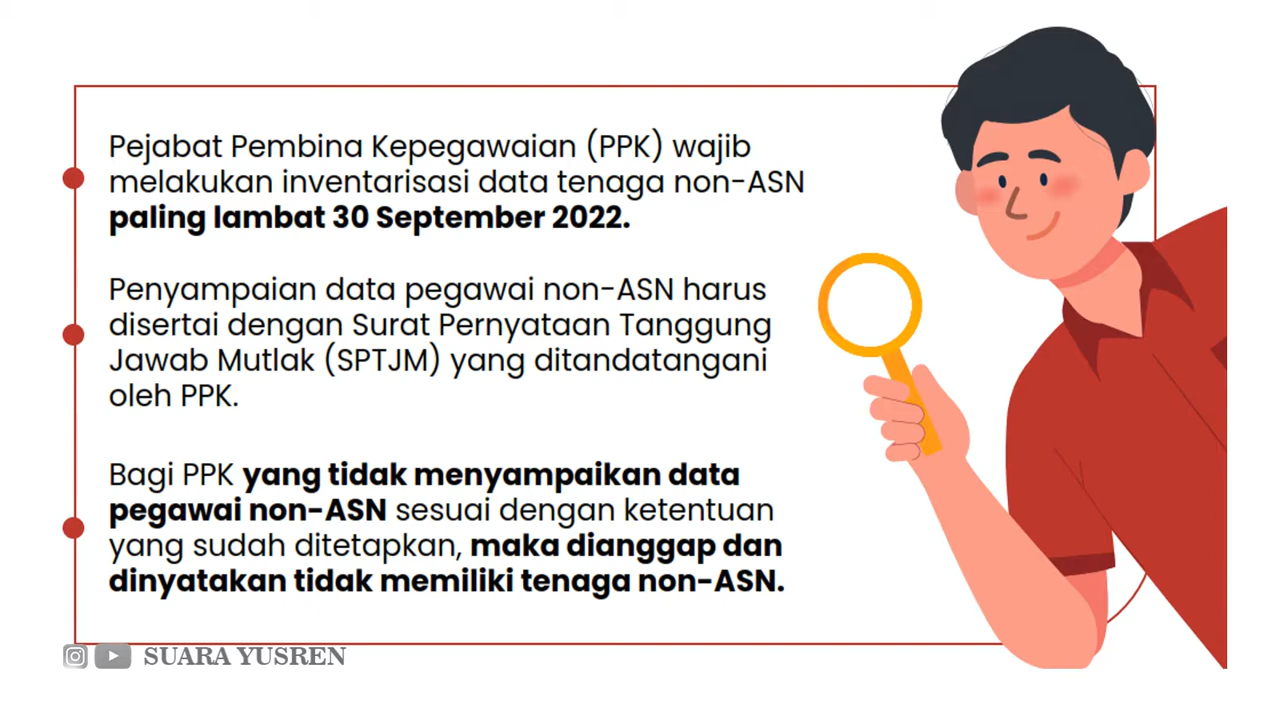 Pejabat Pembina Kepegawaian (PPK) wajib
melakukan inventarisasi data tenaga non-ASN
paling lambat 30 September 2022.
Penyampaian data pegawai non-ASN harus
disertai dengan Surat Pernyataan Tanggung
Jawab Mutlak (SPTJM) yang ditandatangani
oleh PPK.
Bagi PPK yang tidak menyampaikan data
pegawai non-ASN sesuai dengan ketentuan
yang sudah ditetapkan, maka dianggap dan
dinyatakan tidak memiliki tenaga non-ASN.
SUARA YUSREN